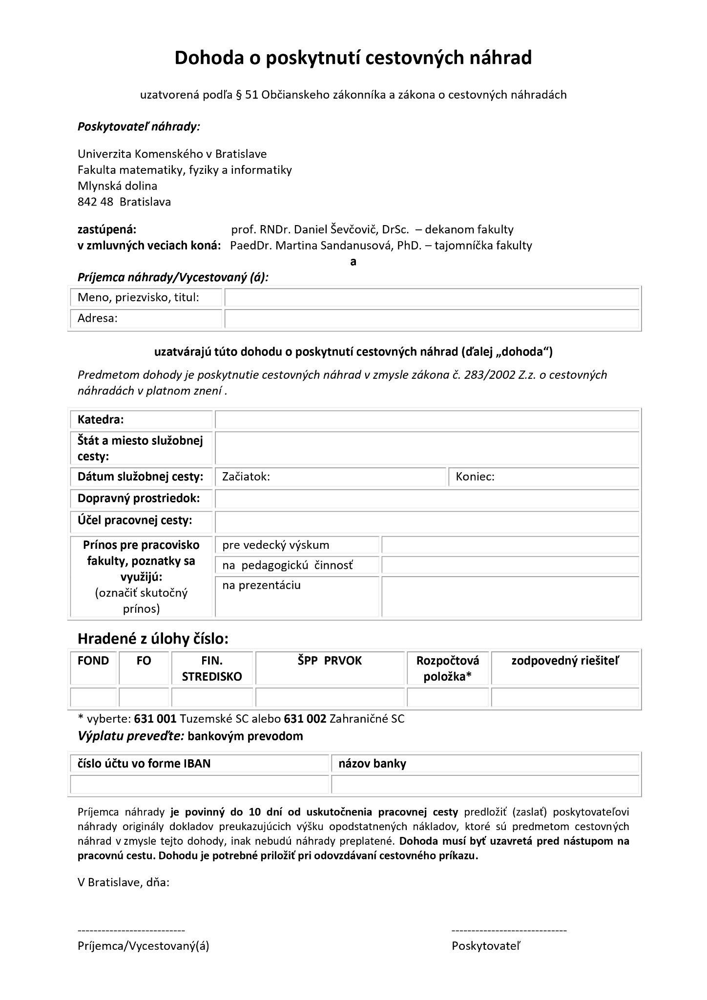 Dohoda o poskytnutí cestovných náhrad
uzatvorená podľa § 51 Občianskeho zákonníka a zákona o cestovných náhradách
Poskytovateľ náhrady:
Univerzita Komenského v Bratislave
Fakulta matematiky, fyziky a informatiky
Mlynská dolina
842 48  Bratislava
zastúpená: prof. RNDr. Daniel Ševčovič, DrSc.  – dekanom fakulty
v zmluvných veciach koná: PaedDr. Martina Sandanusová, PhD. – tajomníčka fakulty
a
Príjemca náhrady/Vycestovaný (á):
Meno, priezvisko, titul:
Adresa:
uzatvárajú túto dohodu o poskytnutí cestovných náhrad (ďalej „dohoda“)
Predmetom dohody je poskytnutie cestovných náhrad v zmysle zákona č. 283/2002 Z.z. o cestovných
náhradách v platnom znení .
Katedra:
Štát a miesto služobnej
cesty:
Dátum služobnej cesty: Začiatok: Koniec:
Dopravný prostriedok:
Účel pracovnej cesty:
Prínos pre pracovisko
fakulty, poznatky sa
využijú:
(označiť skutočný
prínos)
pre vedecký výskum
na  pedagogickú  činnosť
na prezentáciu
Hradené z úlohy číslo:
FOND FO FIN. ŠPP  PRVOK Rozpočtová zodpovedný riešiteľ
STREDISKO položka*
* vyberte: 631 001 Tuzemské SC alebo 631 002 Zahraničné SC
Výplatu preveďte: bankovým prevodom
číslo účtu vo forme IBAN názov banky
Príjemca náhrady je povinný do 10 dní od uskutočnenia pracovnej cesty predložiť (zaslať) poskytovateľovi
náhrady originály dokladov preukazujúcich výšku opodstatnených nákladov, ktoré sú predmetom cestovných
náhrad v zmysle tejto dohody, inak nebudú náhrady preplatené. Dohoda musí byť uzavretá pred nástupom na
pracovnú cestu. Dohodu je potrebné priložiť pri odovzdávaní cestovného príkazu.
V Bratislave, dňa:
--------------------------- -----------------------------
Príjemca/Vycestovaný(á) Poskytovateľ